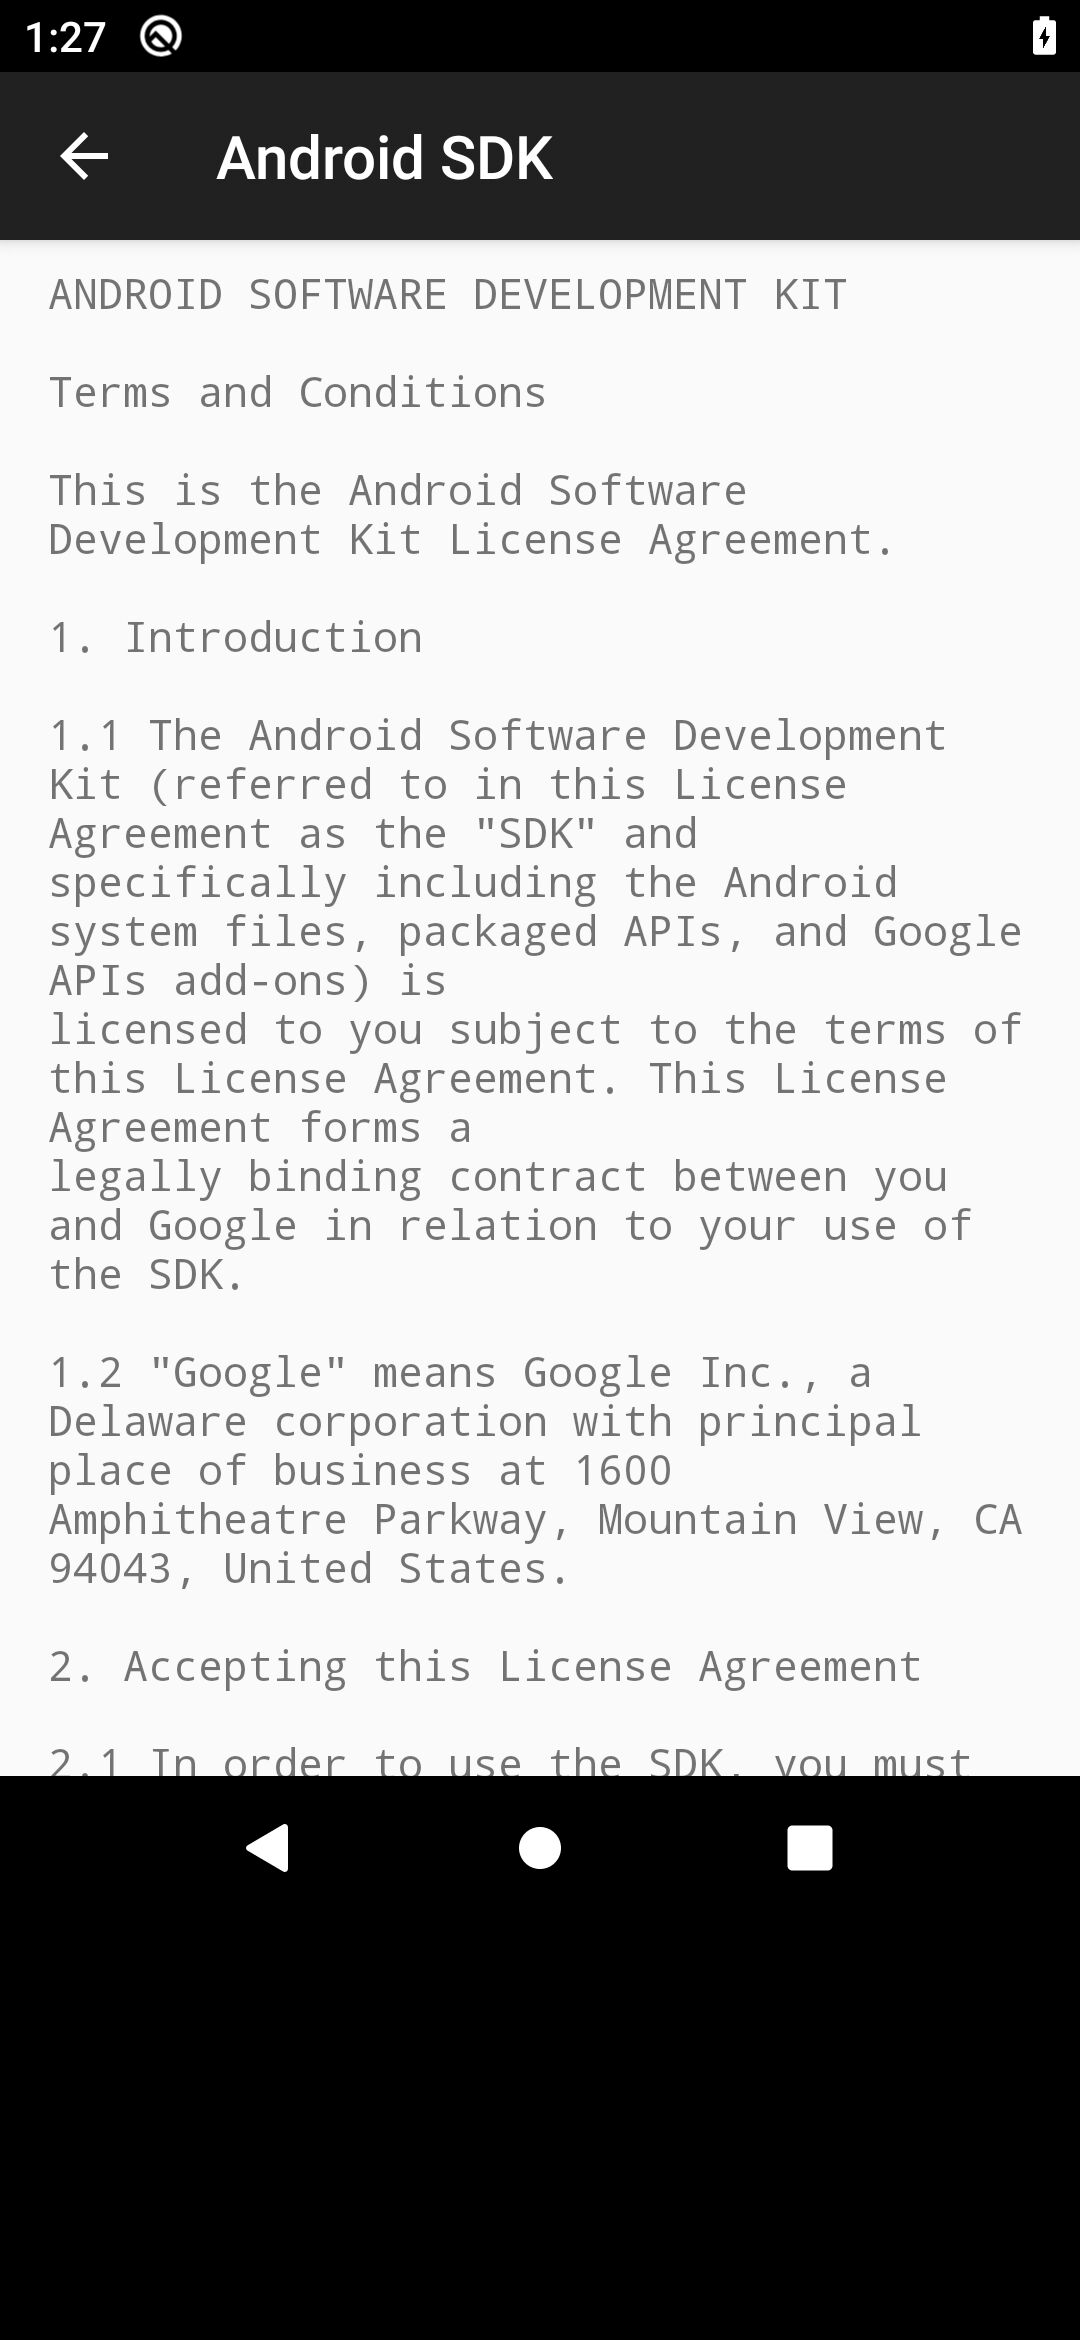 1:27
Android SDK
ANDROID SOFTWARE DEVELOPMENT KIT
Terms and Conditions
This is the Android Software
Development Kit License Agreement.
1. Introduction
1.1 The Android Software Development
Kit (referred to in this License
Agreement as the "SDK" and
specifically including the Android
system files, packaged APIs, and Google
APIs add-ons) is
licensed to you subject to the terms of
this License Agreement. This License
Agreement forms a
legally binding contract between you
and Google in relation to your use of
the SDK.
1.2 "Google" means Google Inc., a
Delaware corporation with principal
place of business at 1600
Amphitheatre Parkway, Mountain View, CA
94043, United States.
2. Accepting this License Agreement
2.1 In order to use the SDK, you must